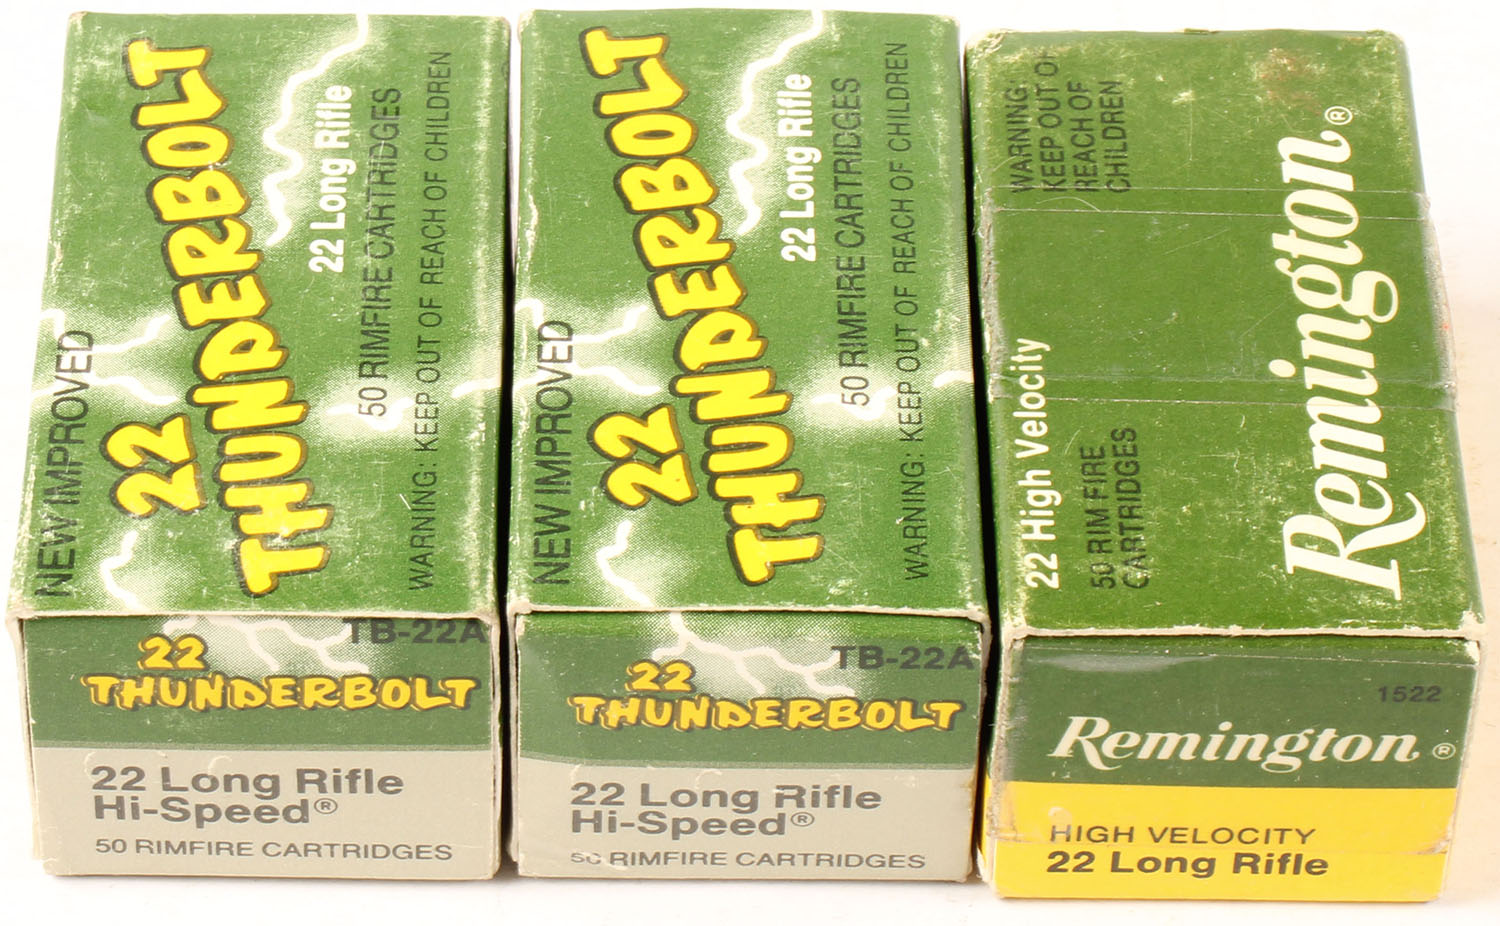 NEW IMPROVED
22
THUNDERBOLT
22 Long Rifle
50 RIMFIRE CARTRIDGES
WARNING: KEEP OUT OF REACH OF CHILDREN
TB-22A
22
THUNDERBOLT
22 Long Rifle
Hi-Speed®
50 RIMFIRE CARTRIDGES
NEW IMPROVED
22
THUNDERBOLT
22 Long Rifle
50 RIMFIRE CARTRIDGES
WARNING: KEEP OUT OF REACH OF CHILDREN
TB-22A
22
THUNDERBOLT
22 Long Rifle
Hi-Speed®
50 RIMFIRE CARTRIDGES
WARNING:
KEEP OUT OF
REACH OF
CHILDREN
22 High Velocity
50 RIM FIRE
CARTRIDGES
Remington®
1522
Remington®
HIGH VELOCITY
22 Long Rifle